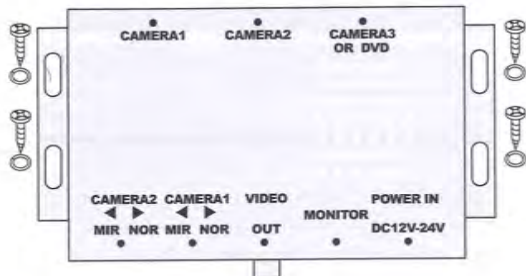 CAMERA1 CAMERA2 CAMERA3
OR DVD
CAMERA2 CAMERA1 VIDEO POWER IN
◀ ▶ ◀ ▶
MONITOR
MIR NOR MIR NOR OUT DC12V-24V